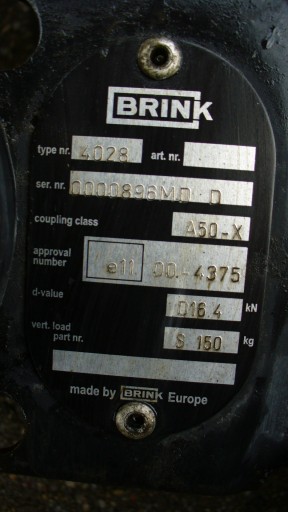 BRINK
type nr. 4028 art. nr.
ser. nr. 0000896MD D
coupling class A50-X
approval number e11 00-4375
d-value D16.4 kN
vert. load S 150 kg
part nr.
made by BRINK Europe